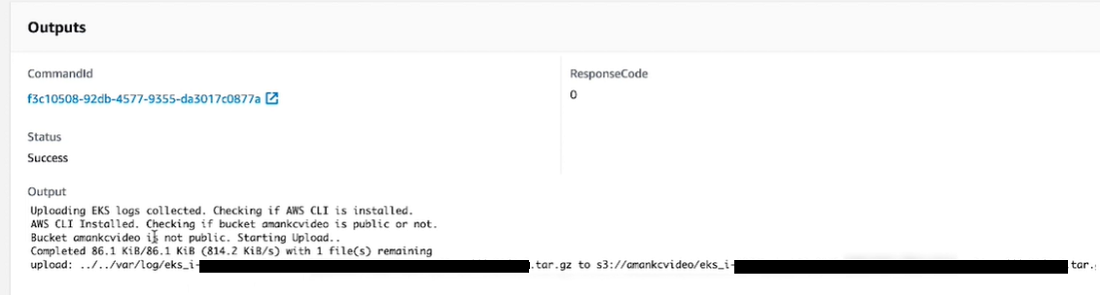 Outputs
CommandId
ResponseCode
f3c10508-92db-4577-9355-da3017c0877a
0
Status
Success
Output
Uploading EKS logs collected. Checking if AWS CLI is installed.
AWS CLI Installed. Checking if bucket amankcvideo is public or not.
Bucket amankcvideo is not public. Starting Upload..
Completed 86.1 KiB/86.1 KiB (814.2 KiB/s) with 1 file(s) remaining
upload: ../../var/log/eks_i- .tar.gz to s3://amankcvideo/eks_i- tar.